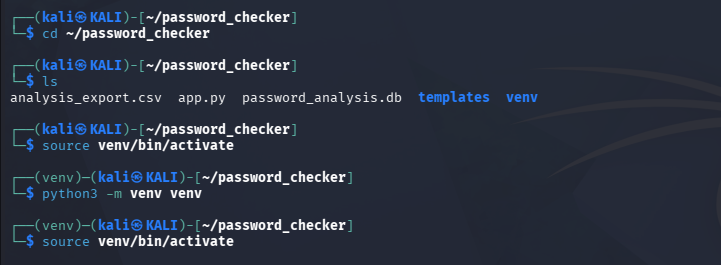 ┌──(kali㉿KALI)-[~/password_checker]
└─$ cd ~/password_checker
┌──(kali㉿KALI)-[~/password_checker]
└─$ ls
analysis_export.csv  app.py  password_analysis.db  templates  venv
┌──(kali㉿KALI)-[~/password_checker]
└─$ source venv/bin/activate
┌──(venv)─(kali㉿KALI)-[~/password_checker]
└─$ python3 -m venv venv
┌──(venv)─(kali㉿KALI)-[~/password_checker]
└─$ source venv/bin/activate